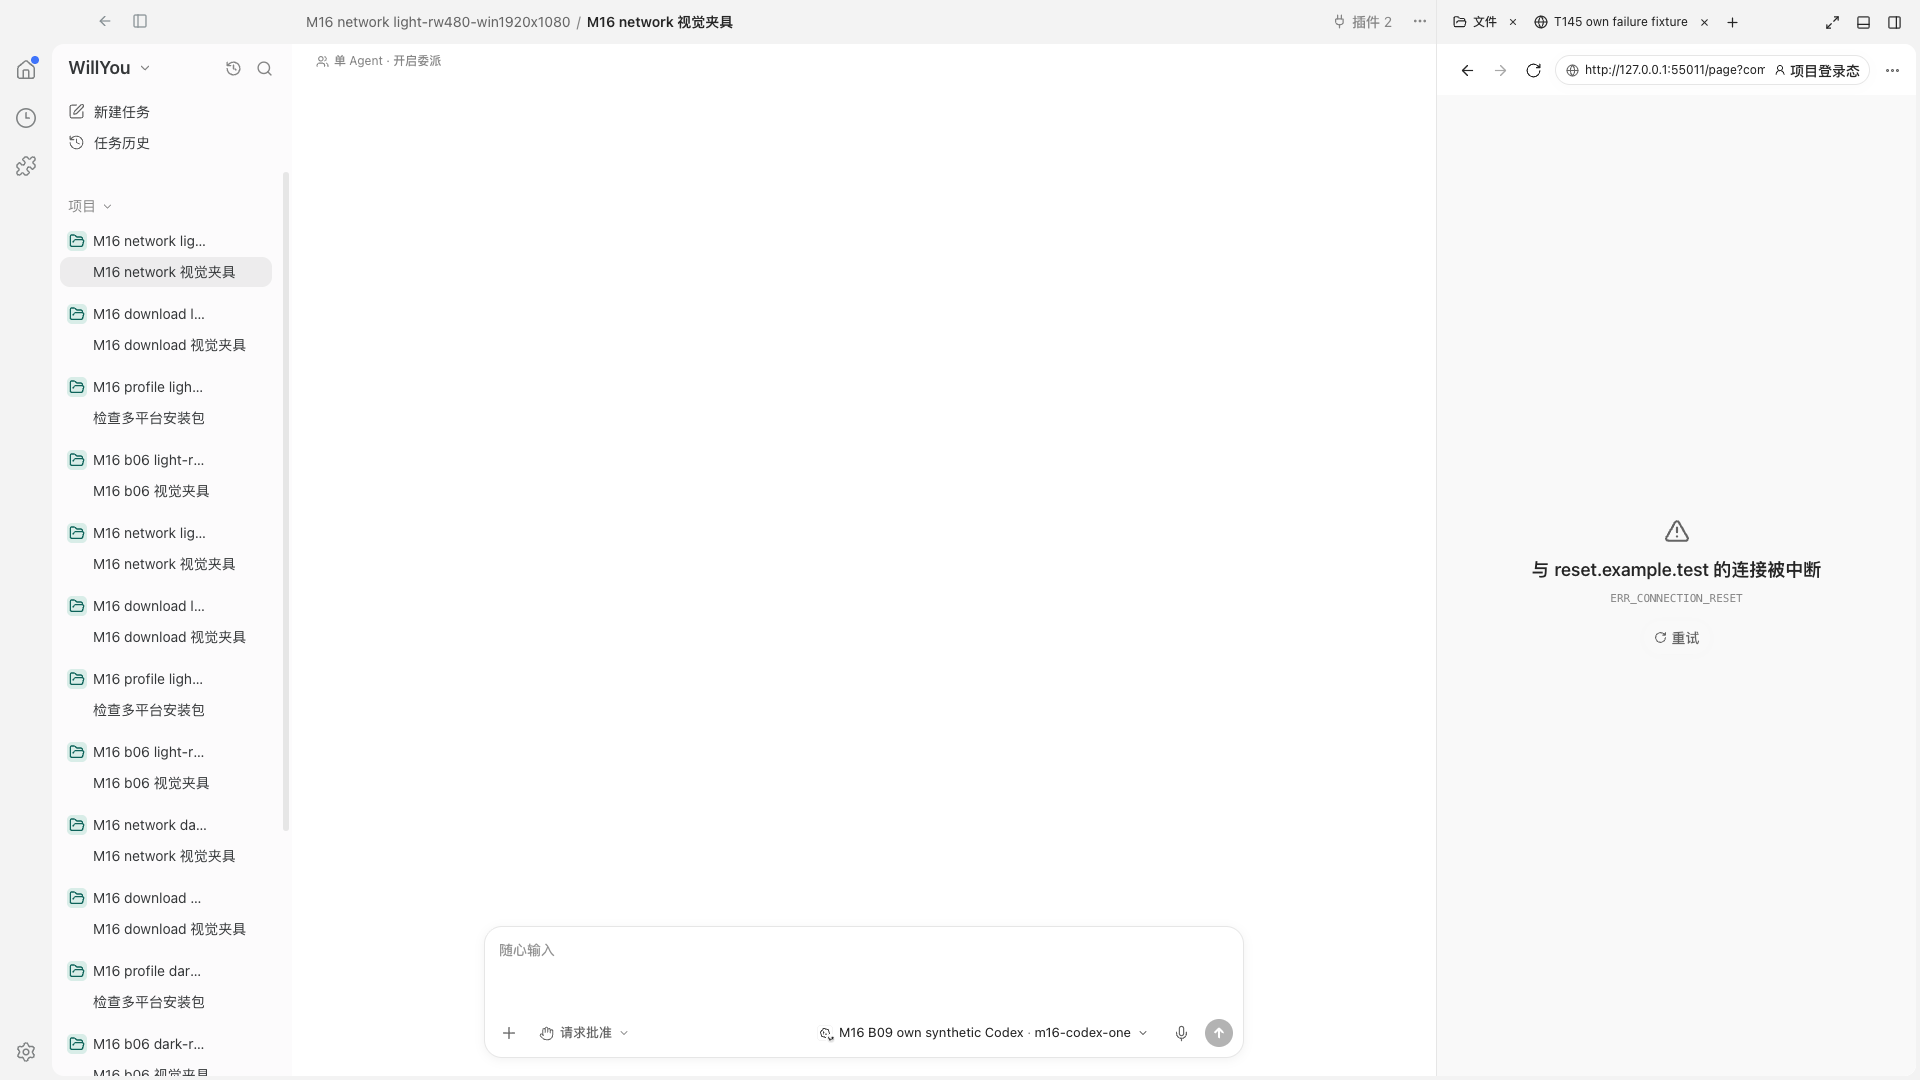 M16 network light-rw480-win1920x1080 / M16 network 视觉夹具
插件 2
文件
T145 own failure fixture
WillYou
新建任务
任务历史
项目
M16 network lig...
M16 network 视觉夹具
M16 download l...
M16 download 视觉夹具
M16 profile ligh...
检查多平台安装包
M16 b06 light-r...
M16 b06 视觉夹具
M16 network lig...
M16 network 视觉夹具
M16 download l...
M16 download 视觉夹具
M16 profile ligh...
检查多平台安装包
M16 b06 light-r...
M16 b06 视觉夹具
M16 network da...
M16 network 视觉夹具
M16 download ...
M16 download 视觉夹具
M16 profile dar...
检查多平台安装包
M16 b06 dark-r...
M16 b06 视觉夹具
单 Agent · 开启委派
随心输入
请求批准
M16 B09 own synthetic Codex · m16-codex-one
http://127.0.0.1:55011/page?com
项目登录态
与 reset.example.test 的连接被中断
ERR_CONNECTION_RESET
重试